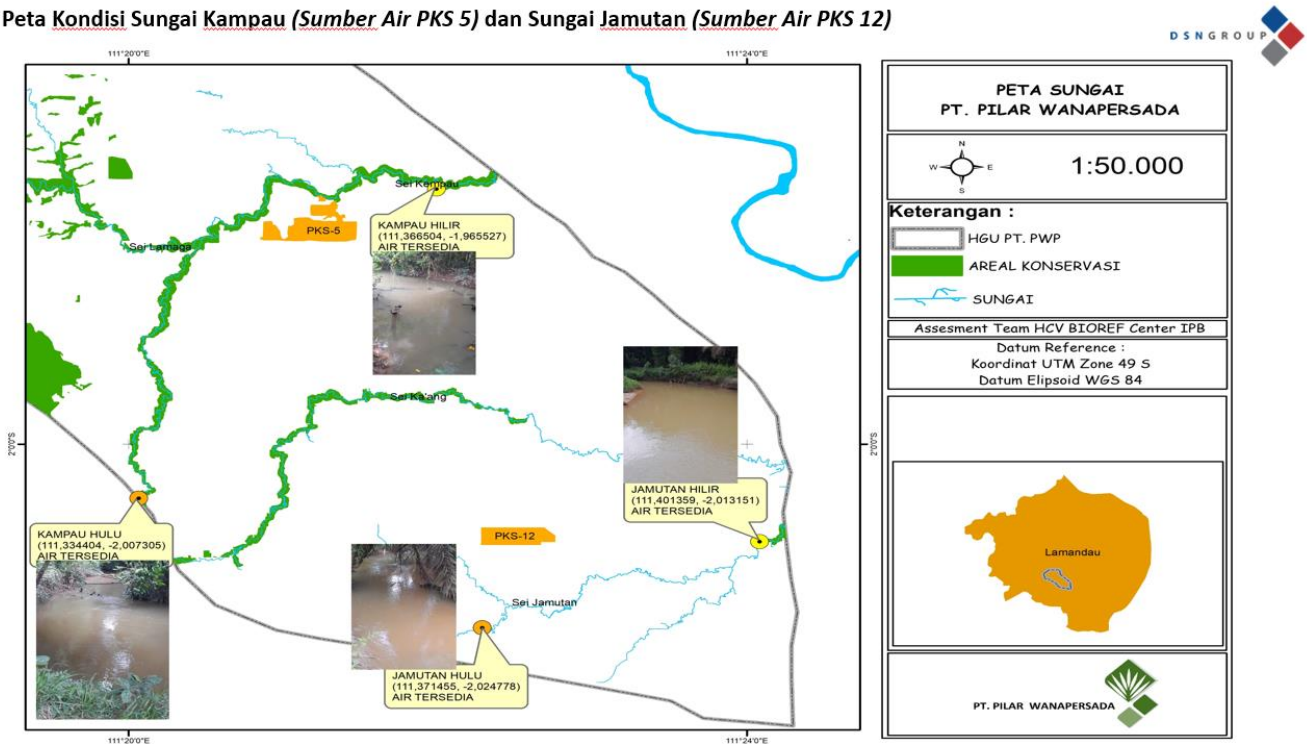 Peta Kondisi Sungai Kampau (Sumber Air PKS 5) dan Sungai Jamutan (Sumber Air PKS 12)
DSNGROUP
111°20'0"E
111°24'0"E
Sei Kempau
PKS-5
KAMPAU HILIR
(111,366504, -1,965527)
AIR TERSEDIA
Sei Lamaga
Sei Ka'ang
2°0'0"S
2°0'0"S
JAMUTAN HILIR
(111,401359, -2,013151)
AIR TERSEDIA
KAMPAU HULU
(111,334404, -2,007305)
AIR TERSEDIA
PKS-12
Sei Jamutan
JAMUTAN HULU
(111,371455, -2,024778)
AIR TERSEDIA
111°20'0"E
111°24'0"E
PETA SUNGAI
PT. PILAR WANAPERSADA
N
W
E
S
1:50.000
Keterangan :
HGU PT. PWP
AREAL KONSERVASI
SUNGAI
Assesment Team HCV BIOREF Center IPB
Datum Reference :
Koordinat UTM Zone 49 S
Datum Elipsoid WGS 84
Lamandau
PT. PILAR WANAPERSADA